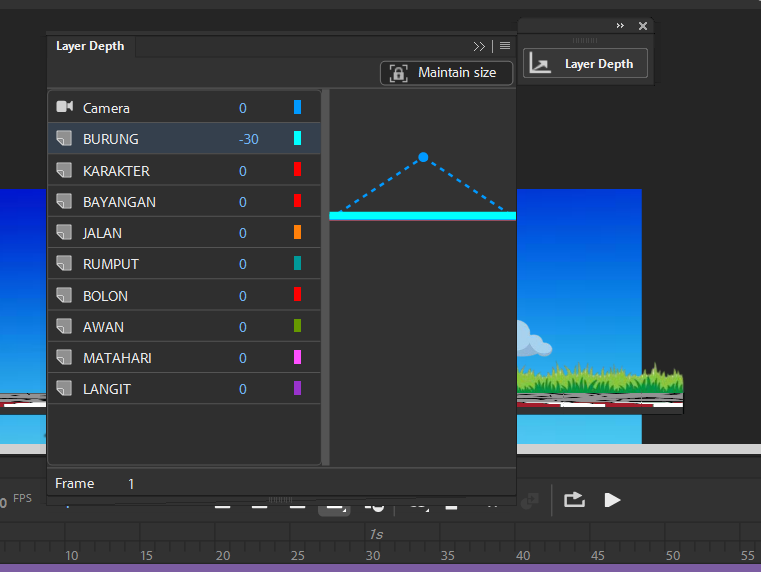 Layer Depth
Layer Depth
Maintain size
Camera 0
BURUNG -30
KARAKTER 0
BAYANGAN 0
JALAN 0
RUMPUT 0
BOLON 0
AWAN 0
MATAHARI 0
LANGIT 0
Frame 1
0 FPS
1s
10 15 20 25 30 35 40 45 50 55